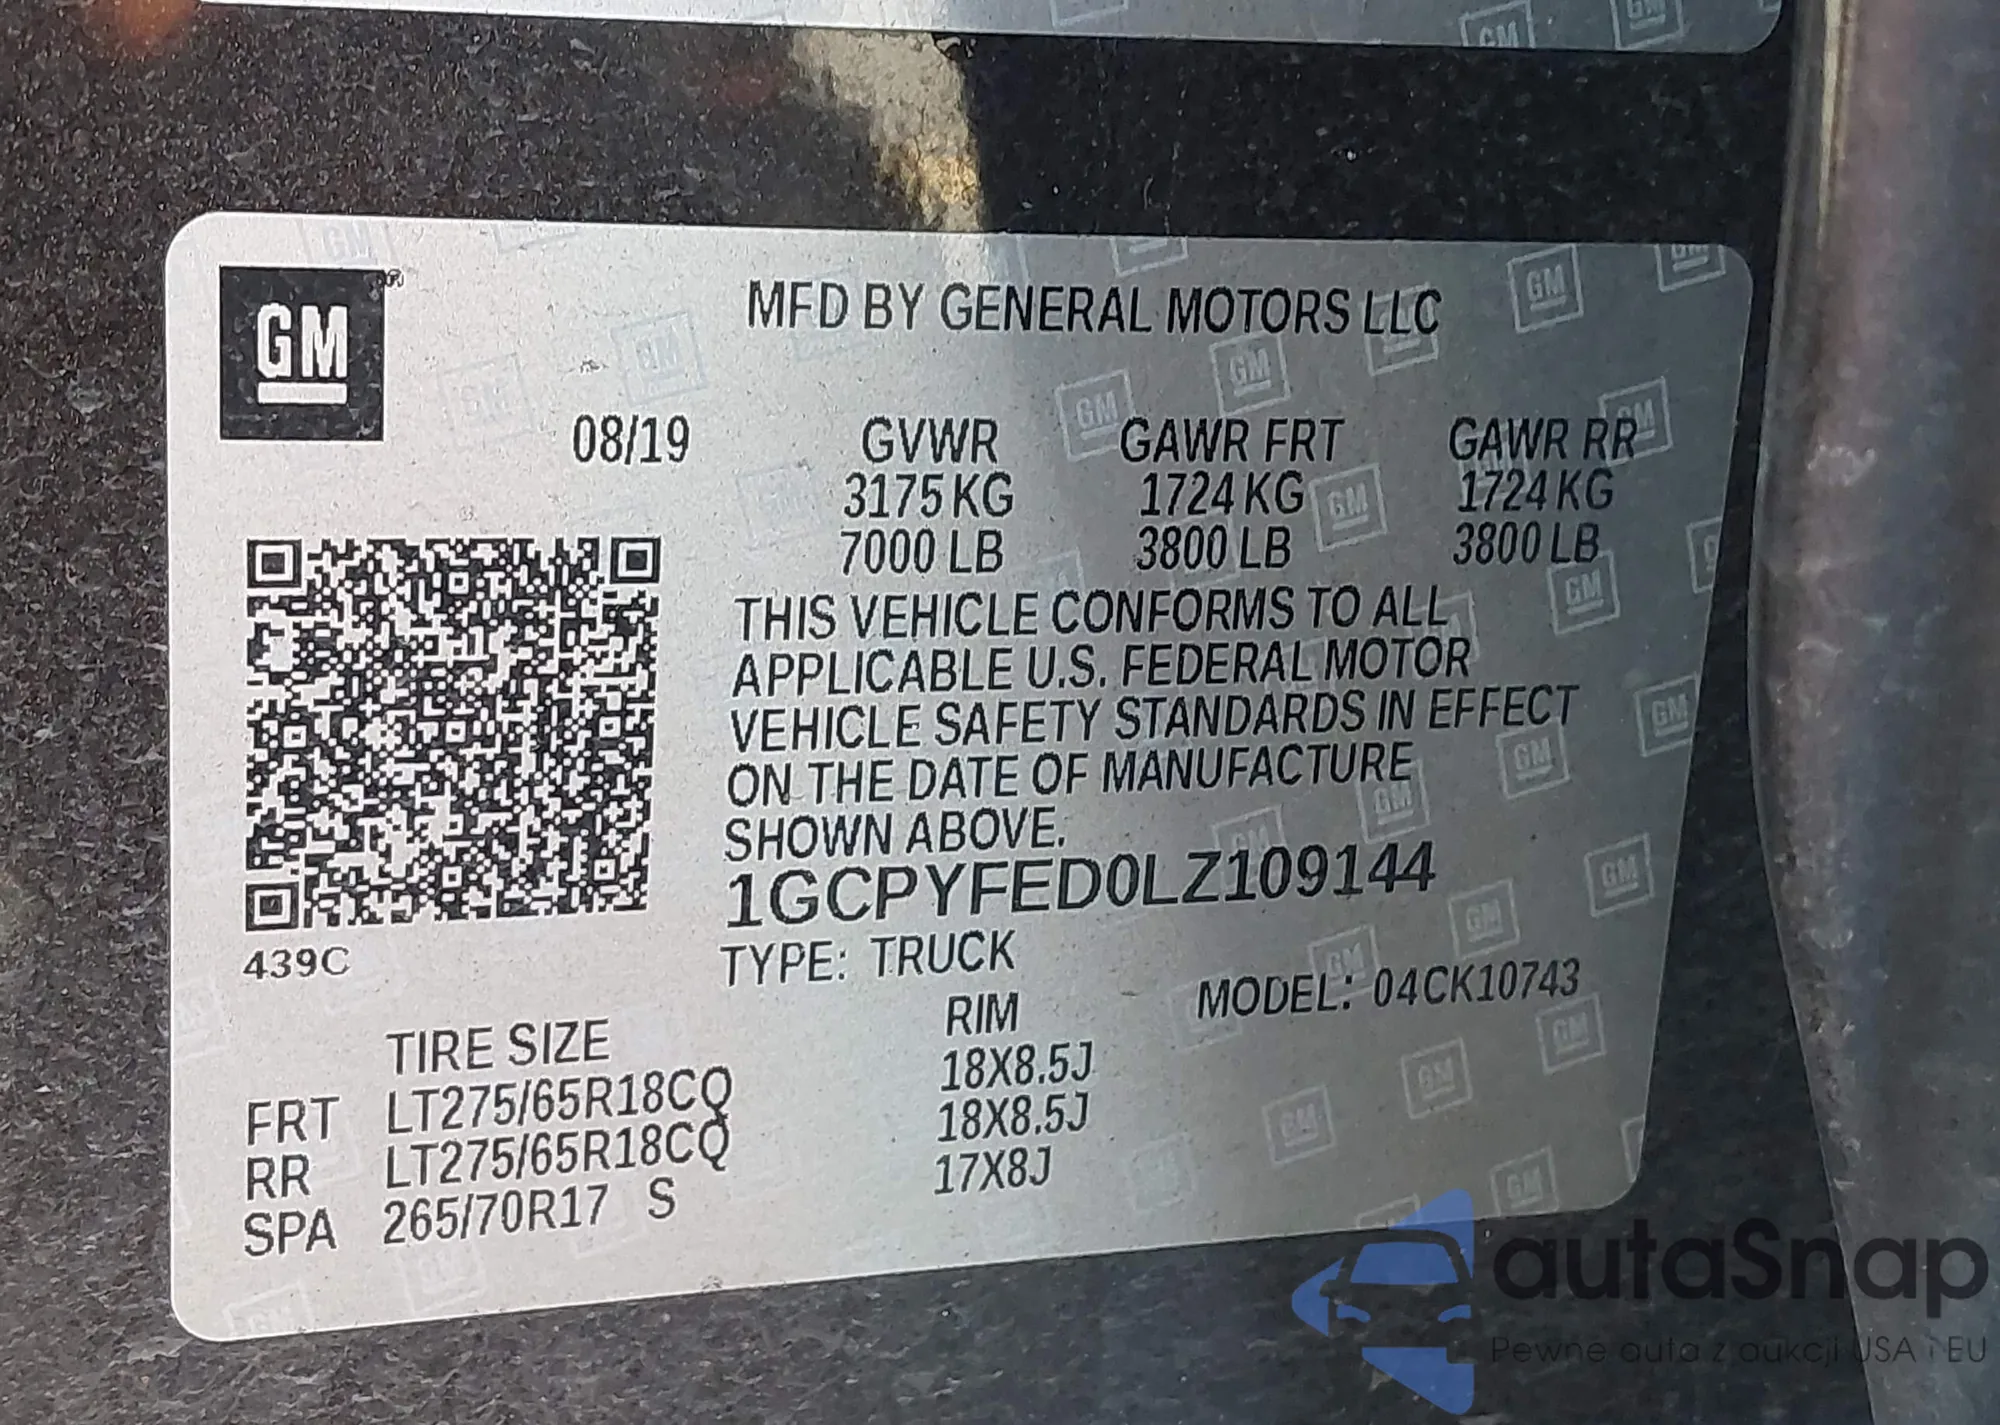 GM
MFD BY GENERAL MOTORS LLC
08/19 GVWR GAWR FRT GAWR RR
3175 KG 1724 KG 1724 KG
7000 LB 3800 LB 3800 LB
THIS VEHICLE CONFORMS TO ALL
APPLICABLE U.S. FEDERAL MOTOR
VEHICLE SAFETY STANDARDS IN EFFECT
ON THE DATE OF MANUFACTURE
SHOWN ABOVE.
1GCPYFED0LZ109144
439C
TYPE: TRUCK MODEL: 04CK10743
TIRE SIZE RIM
FRT LT275/65R18CQ 18X8.5J
RR LT275/65R18CQ 18X8.5J
SPA 265/70R17 S 17X8J
autaSnap
Pewne auta z aukcji USA i EU